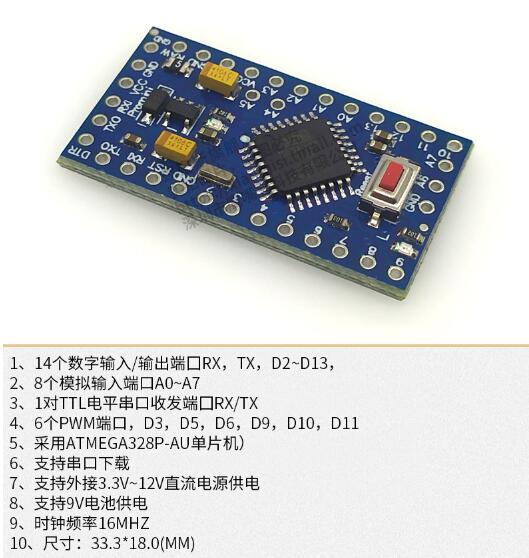 GND
RAW
GND
RST
VCC
A3
A2
A1
A0
13
12
11
10
A5
A4
A7
A6
GND
VCC
RXI
TXO
DTR
TXO
RXI
RST
GND
2
3
4
5
6
7
8
9
Reset
L
1、14个数字输入/输出端口RX，TX，D2~D13，
2、8个模拟输入端口A0~A7
3、1对TTL电平串口收发端口RX/TX
4、6个PWM端口，D3，D5，D6，D9，D10，D11
5、采用ATMEGA328P-AU单片机）
6、支持串口下载
7、支持外接3.3V~12V直流电源供电
8、支持9V电池供电
9、时钟频率16MHZ
10、尺寸：33.3*18.0(MM)